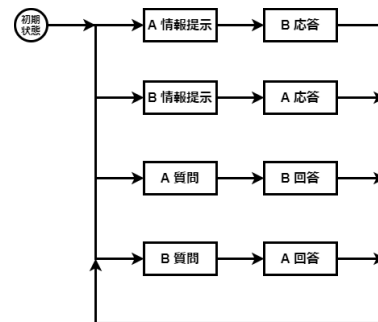 初期
状態
A 情報提示
B 応答
B 情報提示
A 応答
A 質問
B 回答
B 質問
A 回答